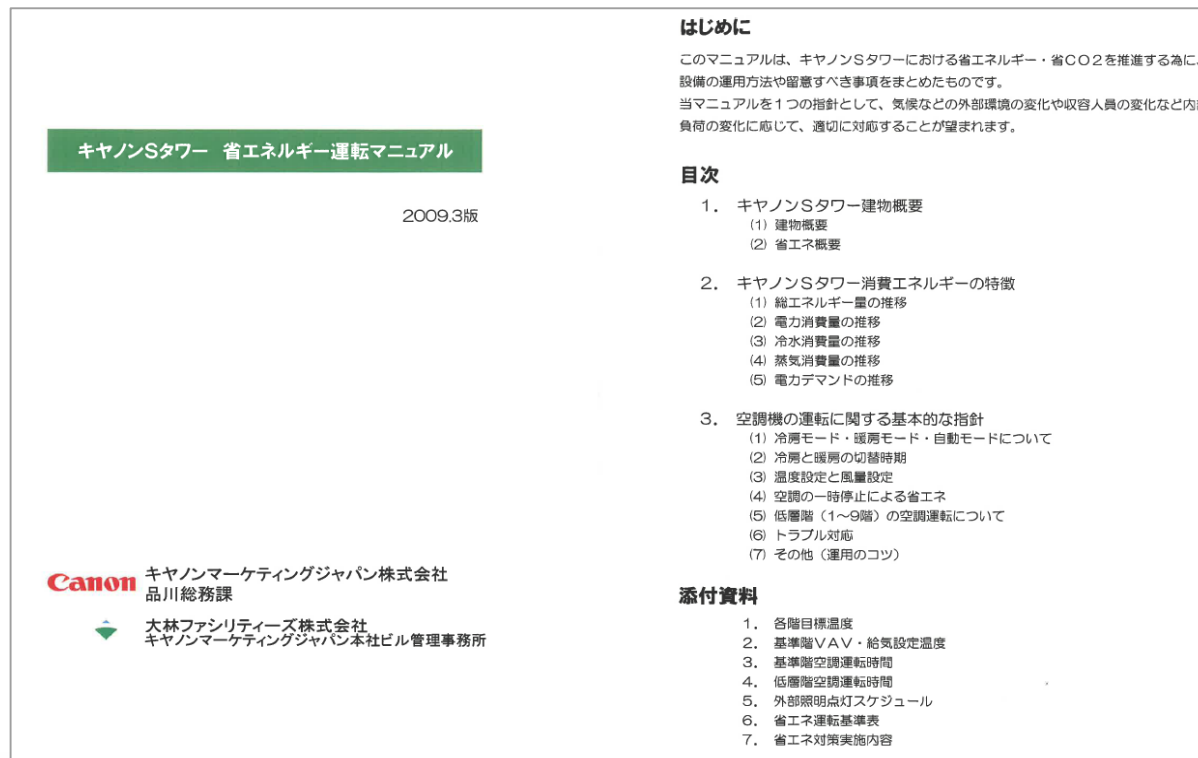 キヤノンSタワー 省エネルギー運転マニュアル
2009.3版
Canon キヤノンマーケティングジャパン株式会社
品川総務課
大林ファシリティーズ株式会社
キヤノンマーケティングジャパン本社ビル管理事務所
はじめに
このマニュアルは、キヤノンSタワーにおける省エネルギー・省CO2を推進する為に、
設備の運用方法や留意すべき事項をまとめたものです。
当マニュアルを1つの指針として、気候などの外部環境の変化や収容人員の変化など内
負荷の変化に応じて、適切に対応することが望まれます。
目次
1. キヤノンSタワー建物概要
(1) 建物概要
(2) 省エネ概要
2. キヤノンSタワー消費エネルギーの特徴
(1) 総エネルギー量の推移
(2) 電力消費量の推移
(3) 冷水消費量の推移
(4) 蒸気消費量の推移
(5) 電力デマンドの推移
3. 空調機の運転に関する基本的な指針
(1) 冷房モード・暖房モード・自動モードについて
(2) 冷房と暖房の切替時期
(3) 温度設定と風量設定
(4) 空調の一時停止による省エネ
(5) 低層階(1~9階)の空調運転について
(6) トラブル対応
(7) その他(運用のコツ)
添付資料
1. 各階目標温度
2. 基準階VAV・給気設定温度
3. 基準階空調運転時間
4. 低層階空調運転時間
5. 外部照明点灯スケジュール
6. 省エネ運転基準表
7. 省エネ対策実施内容